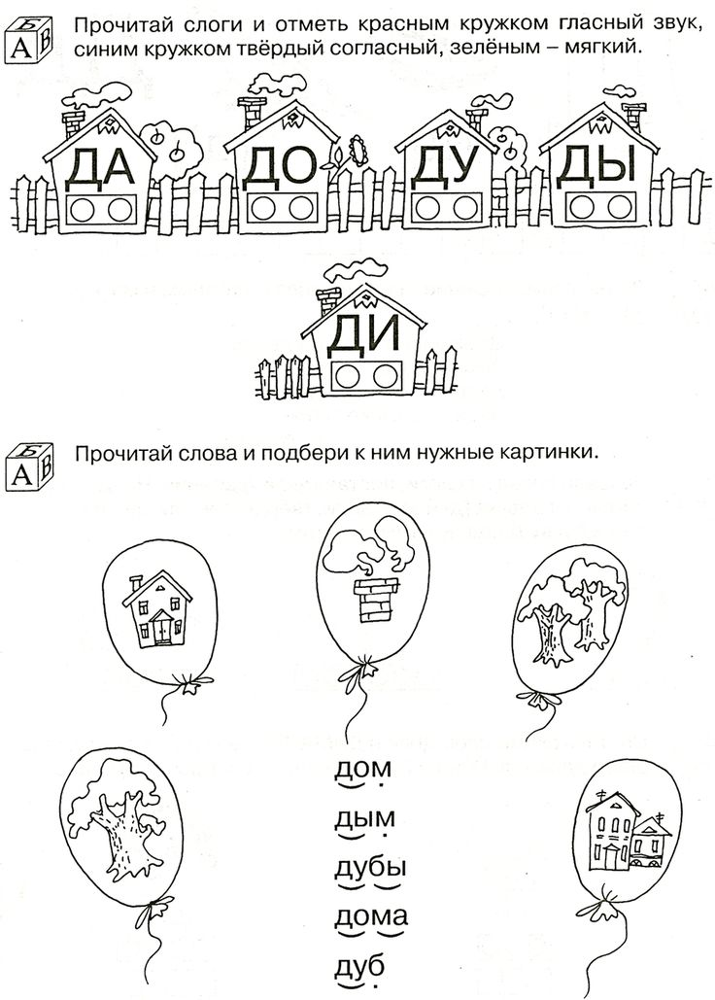 Б
А В
Прочитай слоги и отметь красным кружком гласный звук,
синим кружком твёрдый согласный, зелёным – мягкий.
ДА ДО ДУ ДЫ
ДИ
Б
А В
Прочитай слова и подбери к ним нужные картинки.
дом
дым
дубы
дома
дуб